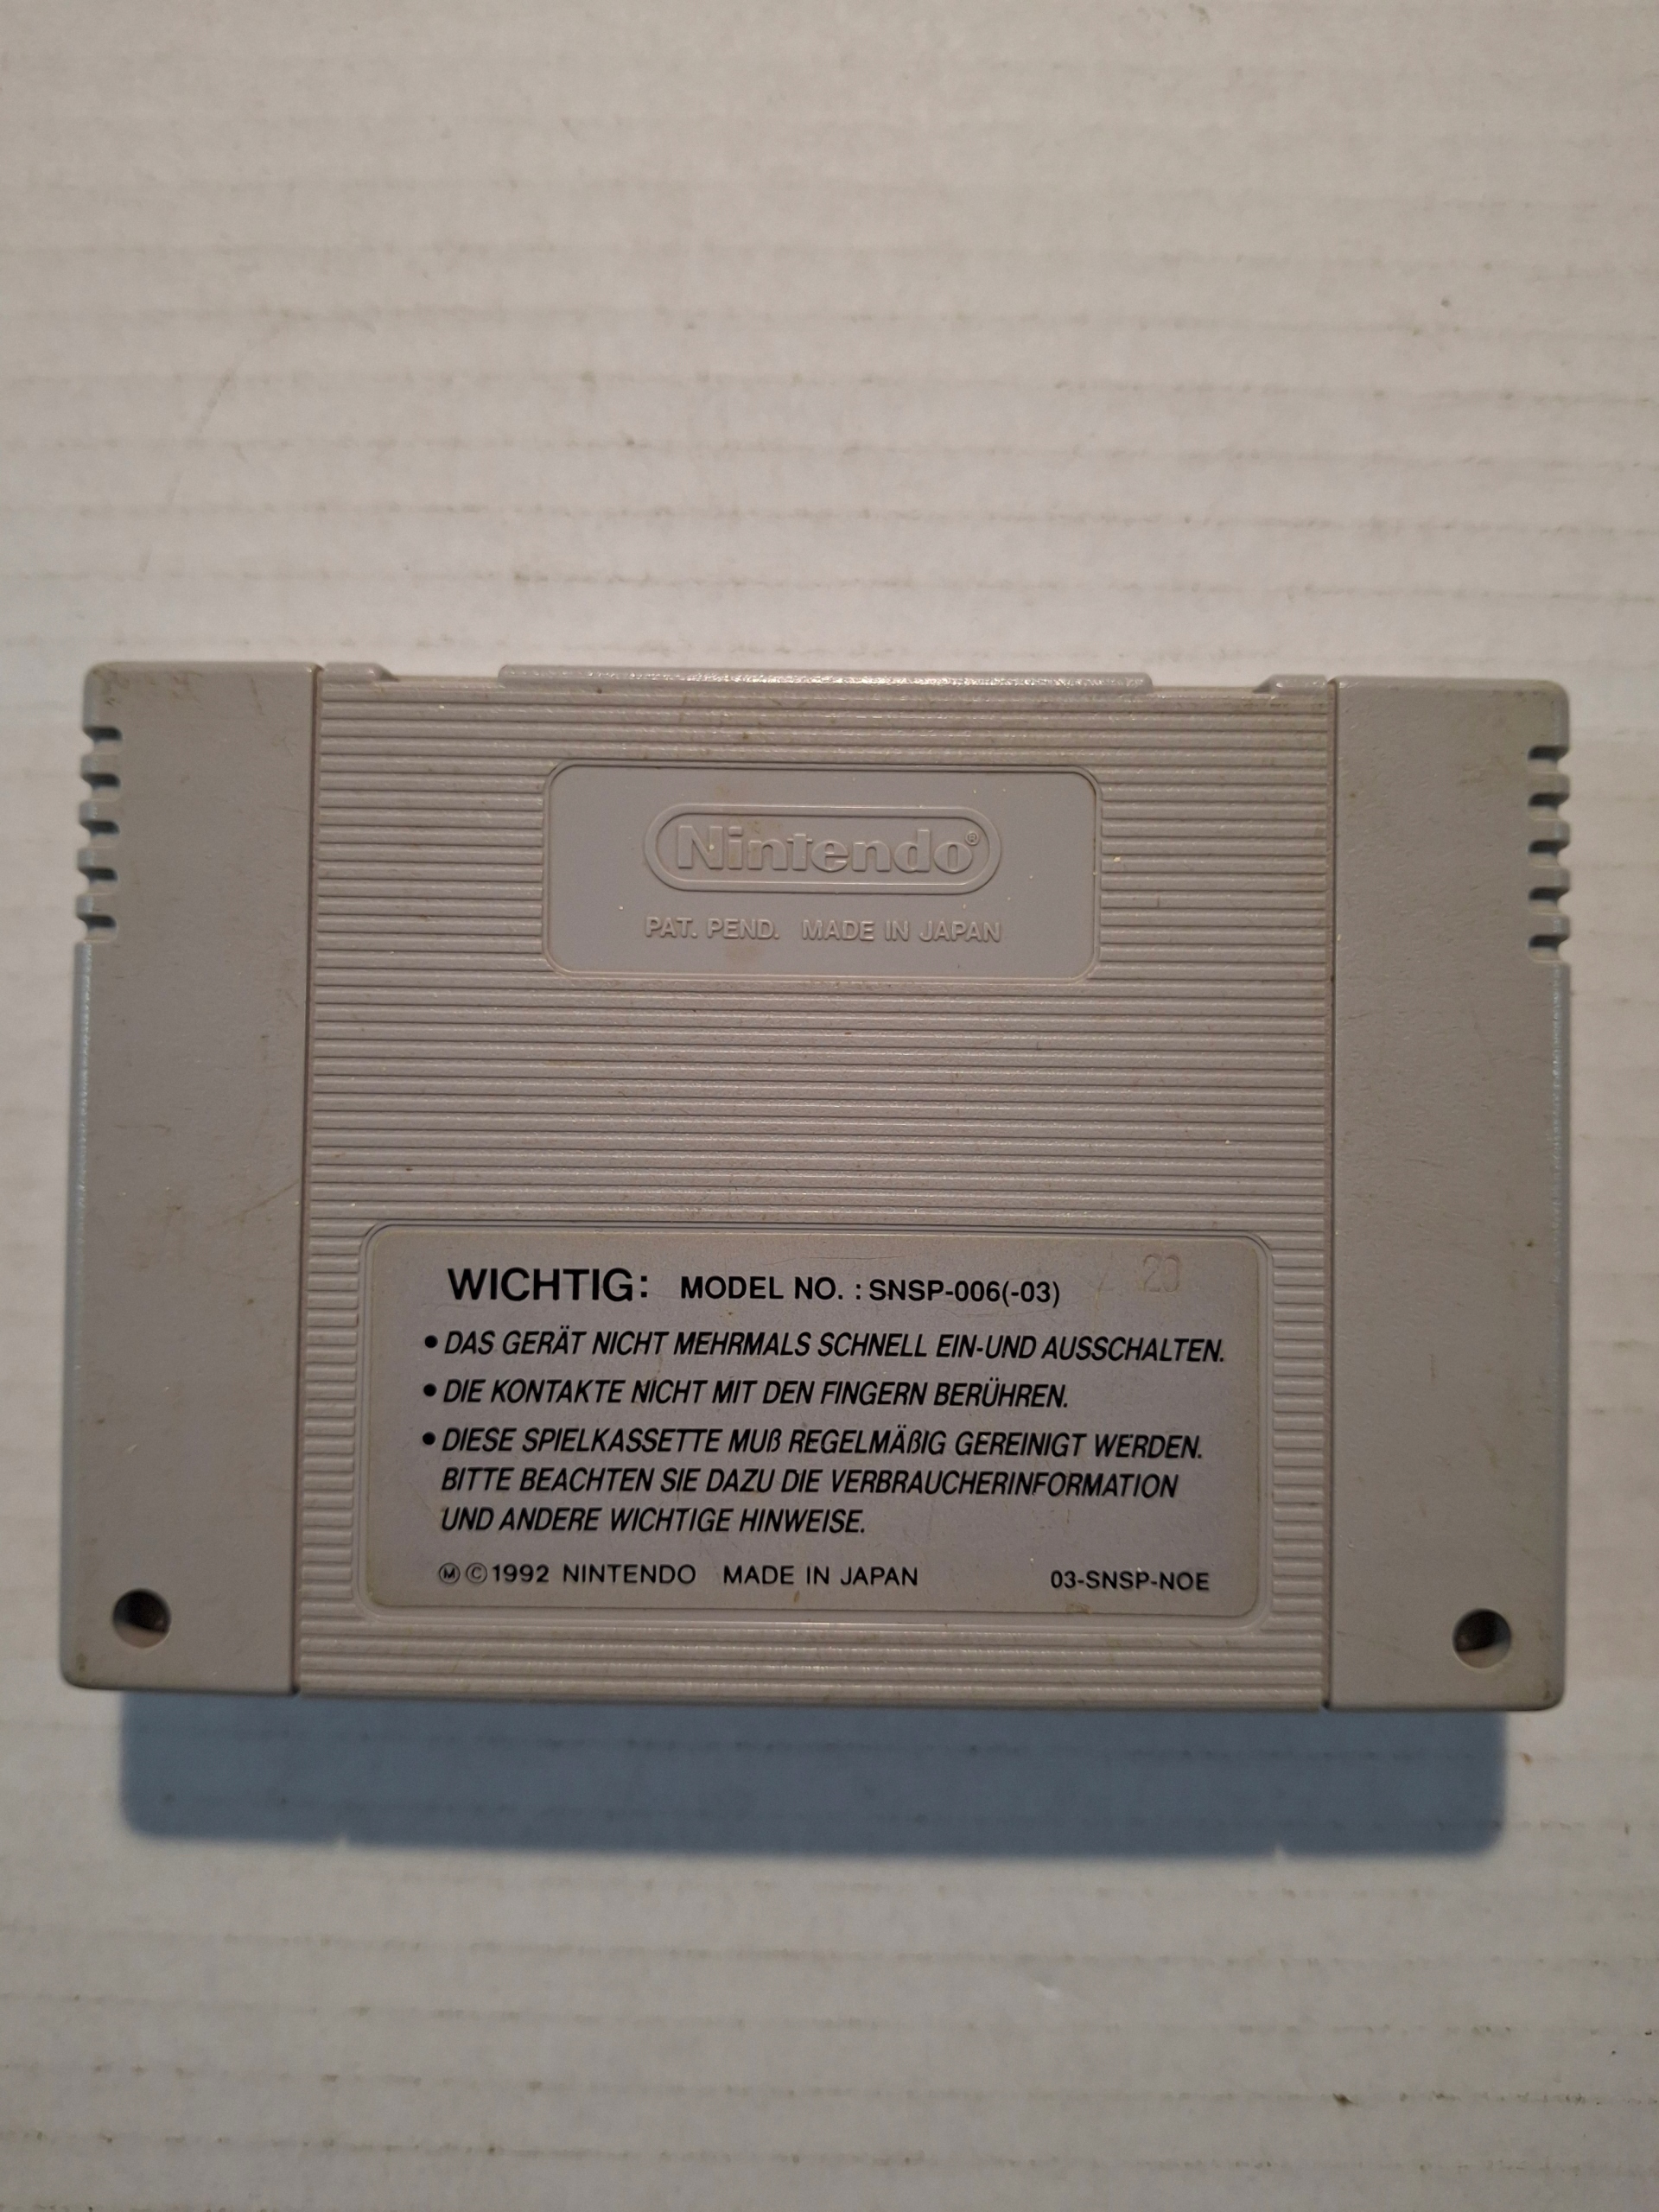 Nintendo®
PAT. PEND. MADE IN JAPAN
WICHTIG: MODEL NO. : SNSP-006(-03)
20
• DAS GERÄT NICHT MEHRMALS SCHNELL EIN-UND AUSSCHALTEN.
• DIE KONTAKTE NICHT MIT DEN FINGERN BERÜHREN.
• DIESE SPIELKASSETTE MUß REGELMÄßIG GEREINIGT WERDEN.
BITTE BEACHTEN SIE DAZU DIE VERBRAUCHERINFORMATION
UND ANDERE WICHTIGE HINWEISE.
Ⓜ©1992 NINTENDO MADE IN JAPAN 03-SNSP-NOE